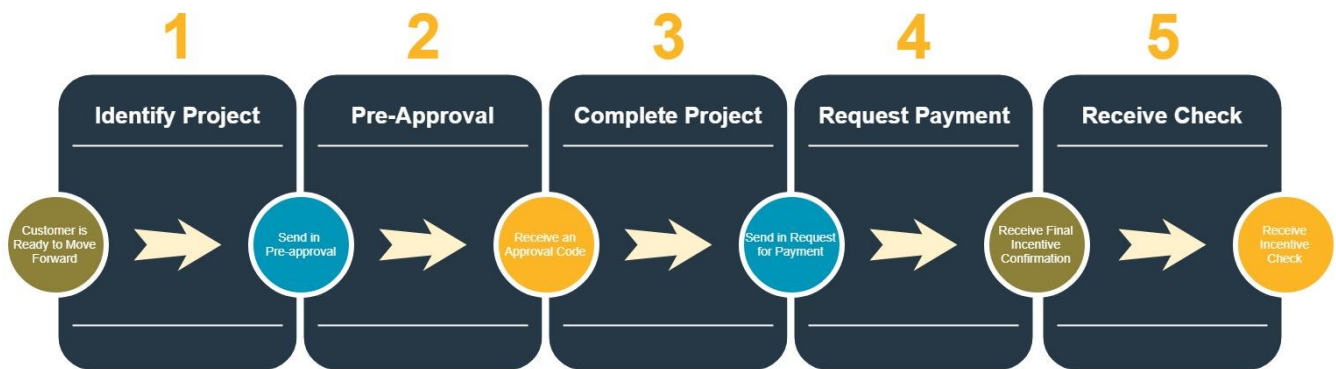 1
2
3
4
5
Identify Project
Pre-Approval
Complete Project
Request Payment
Receive Check
Customer is
Ready to Move
Forward
Send in
Pre-approval
Receive an
Approval Code
Send in Request
for Payment
Receive Final
Incentive
Confirmation
Receive
Incentive
Check